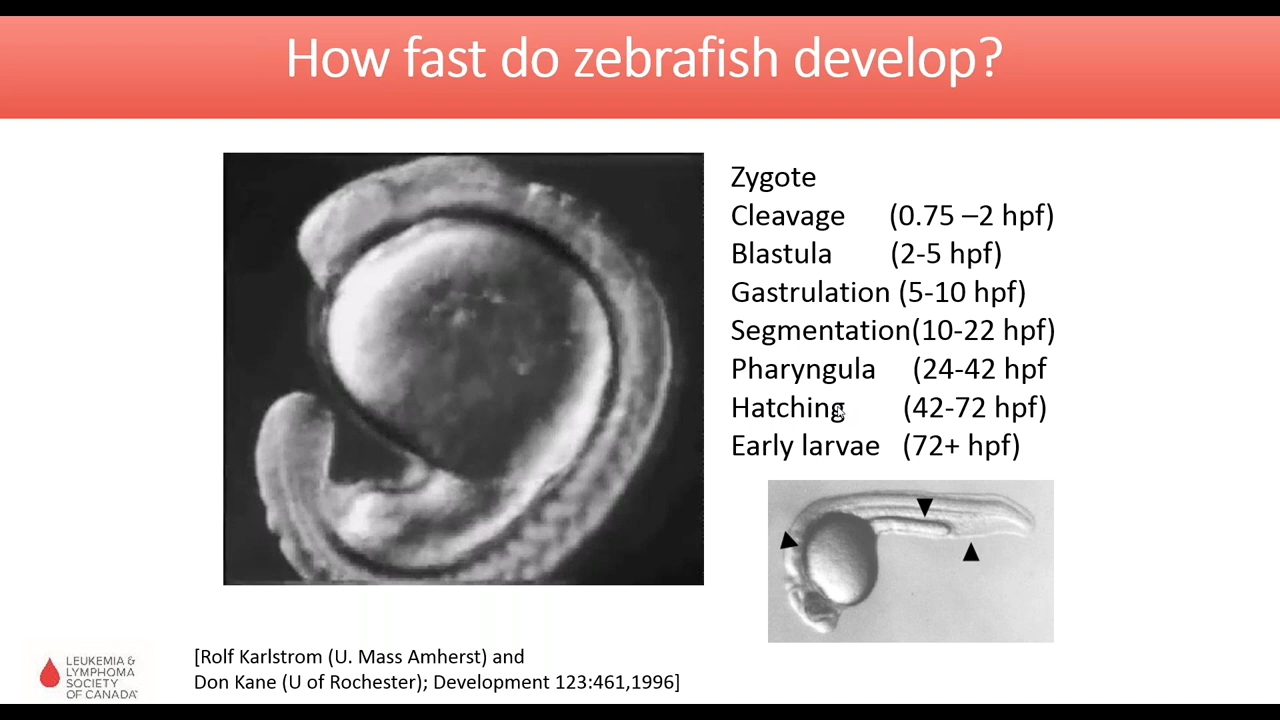 How fast do zebrafish develop?
Zygote
Cleavage (0.75 –2 hpf)
Blastula (2-5 hpf)
Gastrulation (5-10 hpf)
Segmentation(10-22 hpf)
Pharyngula (24-42 hpf
Hatching (42-72 hpf)
Early larvae (72+ hpf)
[Rolf Karlstrom (U. Mass Amherst) and
Don Kane (U of Rochester); Development 123:461,1996]
LEUKEMIA &
LYMPHOMA
SOCIETY
OF CANADA